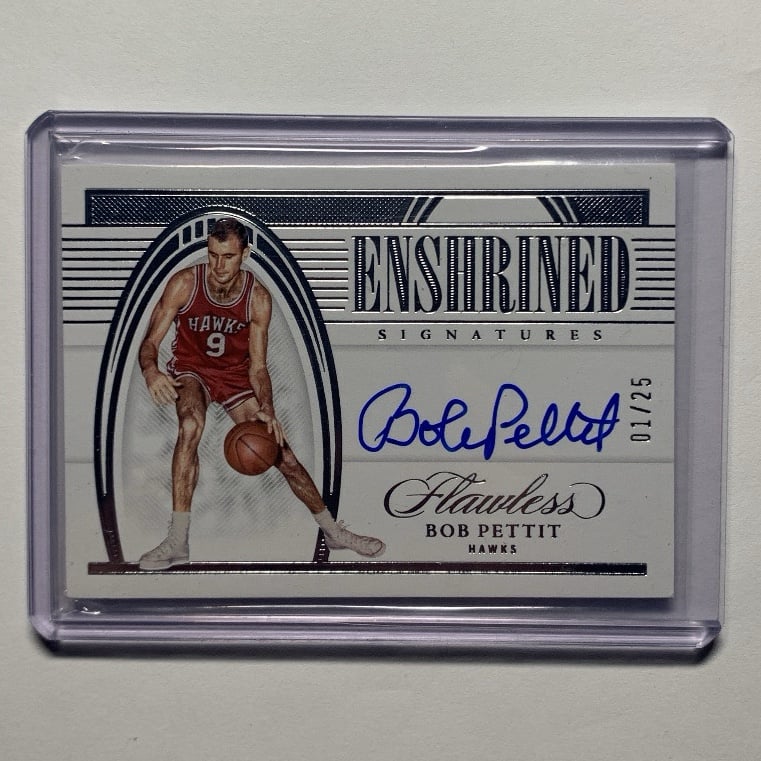 ENSHRINED
SIGNATURES
HAWKS
9
Bob Pettit
01/25
Flawless
BOB PETTIT
HAWKS